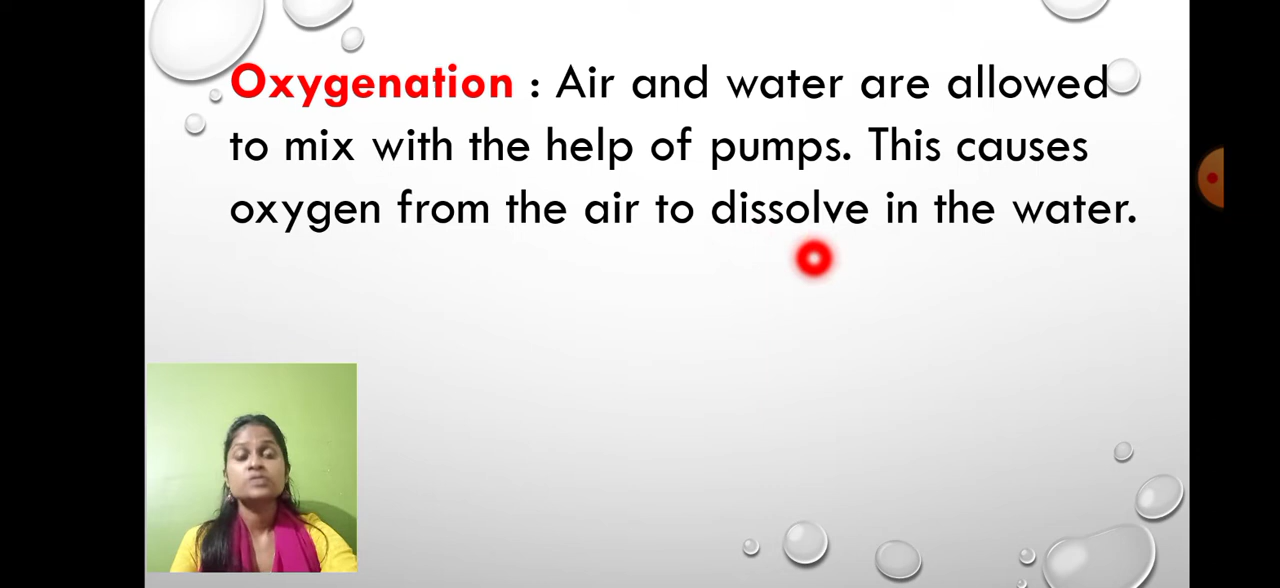 Oxygenation : Air and water are allowed
to mix with the help of pumps. This causes
oxygen from the air to dissolve in the water.